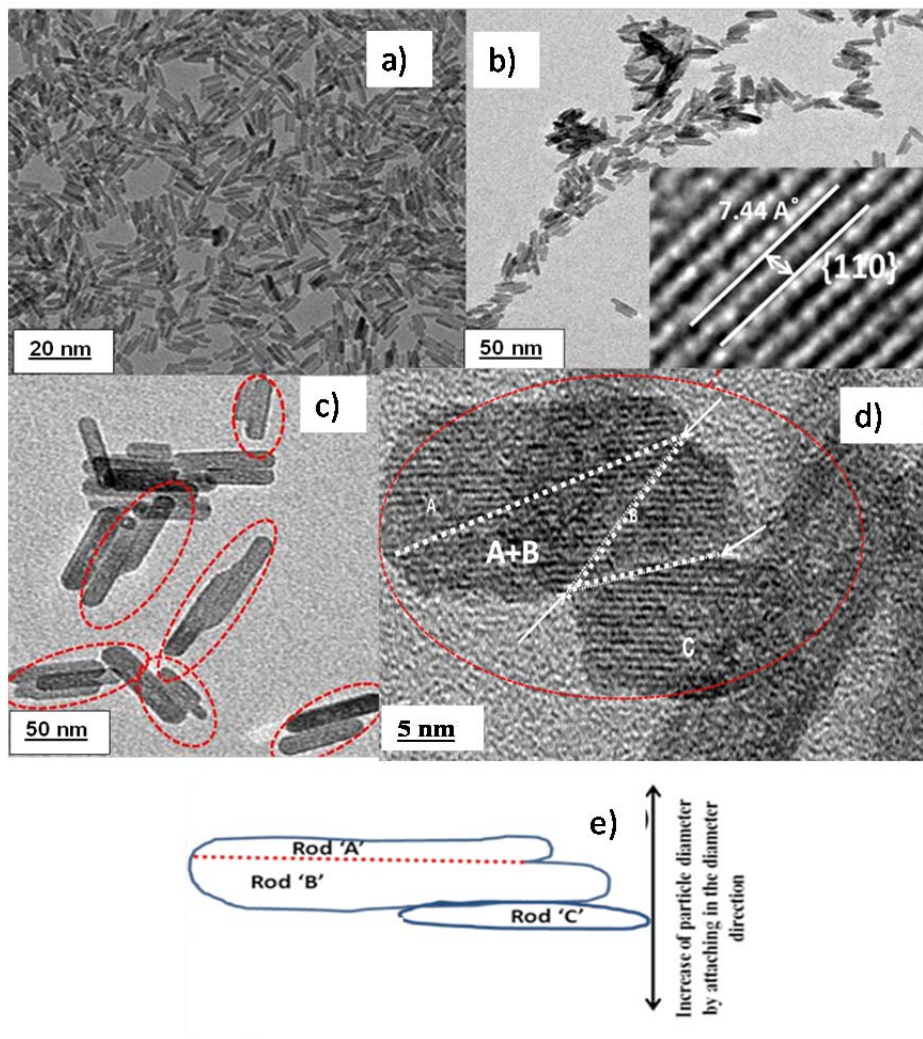 a)
20 nm
b)
7.44 A°
{110}
50 nm
c)
50 nm
d)
A
B
A+B
C
5 nm
e)
Rod 'A'
Rod 'B'
Rod 'C'
Increase of particle diameter
by attaching in the diameter
direction